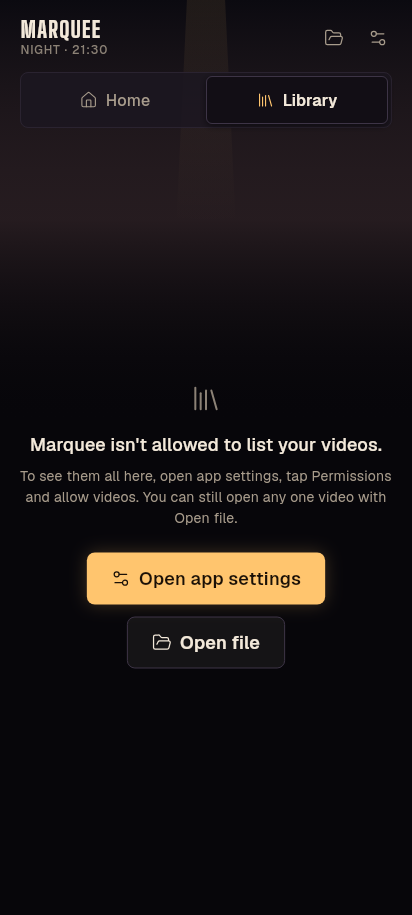 MARQUEE
NIGHT · 21:30
Home
Library
Marquee isn't allowed to list your videos.
To see them all here, open app settings, tap Permissions
and allow videos. You can still open any one video with
Open file.
Open app settings
Open file